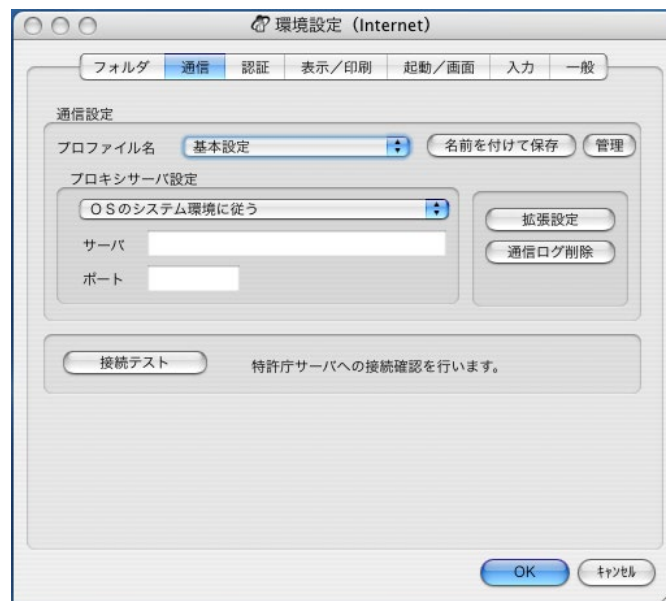 環境設定（Internet）
フォルダ 通信 認証 表示／印刷 起動／画面 入力 一般
通信設定
プロファイル名 基本設定 名前を付けて保存 管理
プロキシサーバ設定
ＯＳのシステム環境に従う
拡張設定
サーバ
通信ログ削除
ポート
接続テスト 特許庁サーバへの接続確認を行います。
OK ｷｬﾝｾﾙ